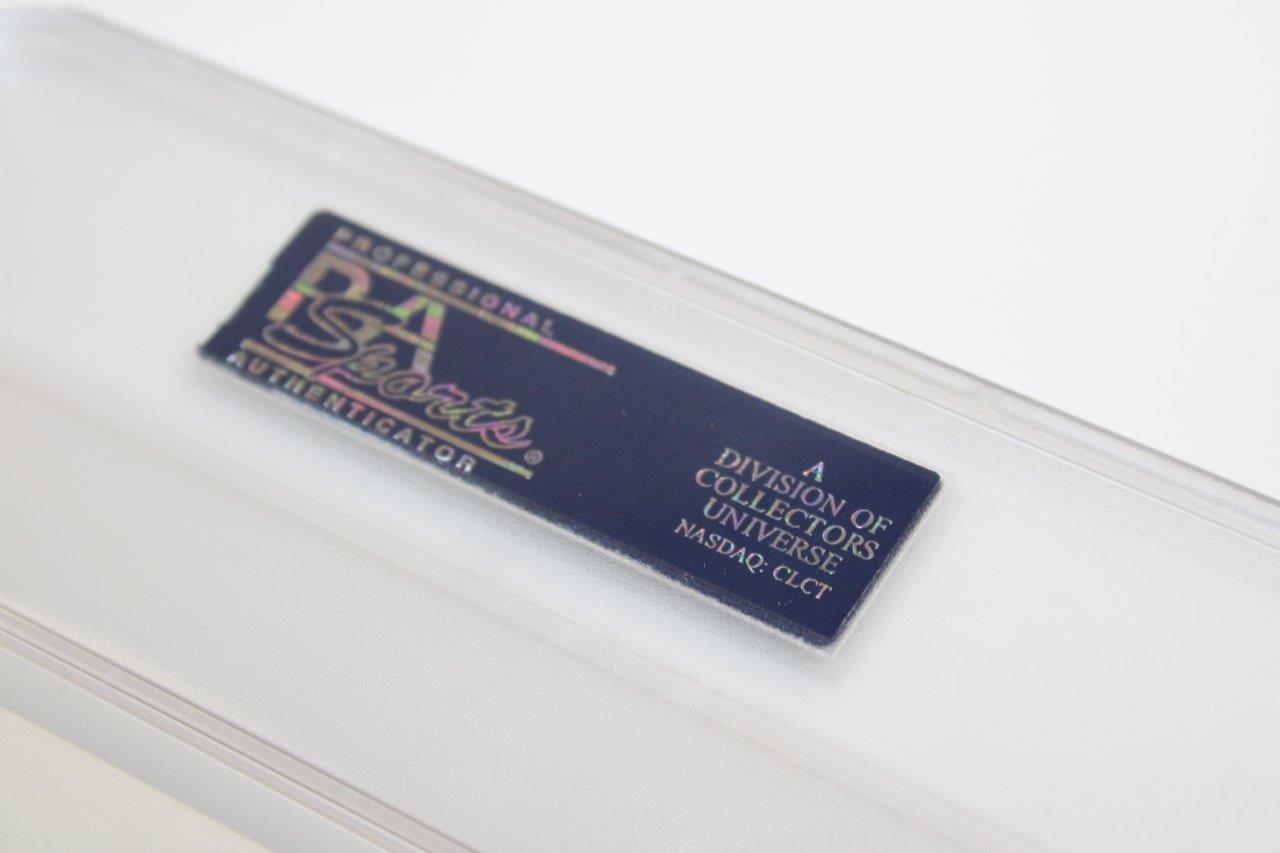 PROFESSIONAL
PSA
Sports®
AUTHENTICATOR
A
DIVISION OF
COLLECTORS
UNIVERSE
NASDAQ: CLCT